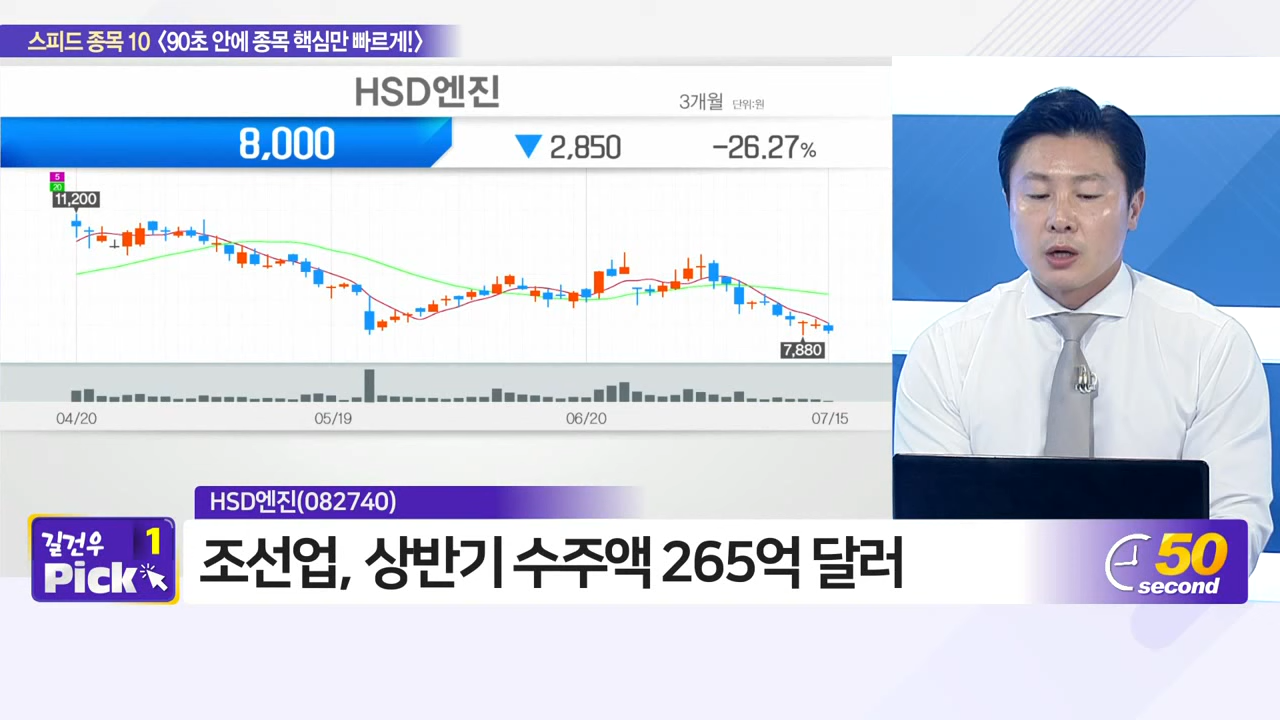 스피드 종목 10 〈90초 안에 종목 핵심만 빠르게!〉
HSD엔진
3개월 단위:원
8,000 ▼2,850 -26.27%
5
20
11,200
7,880
04/20 05/19 06/20 07/15
HSD엔진(082740)
길건우 1
Pick
조선업, 상반기 수주액 265억 달러
50
second